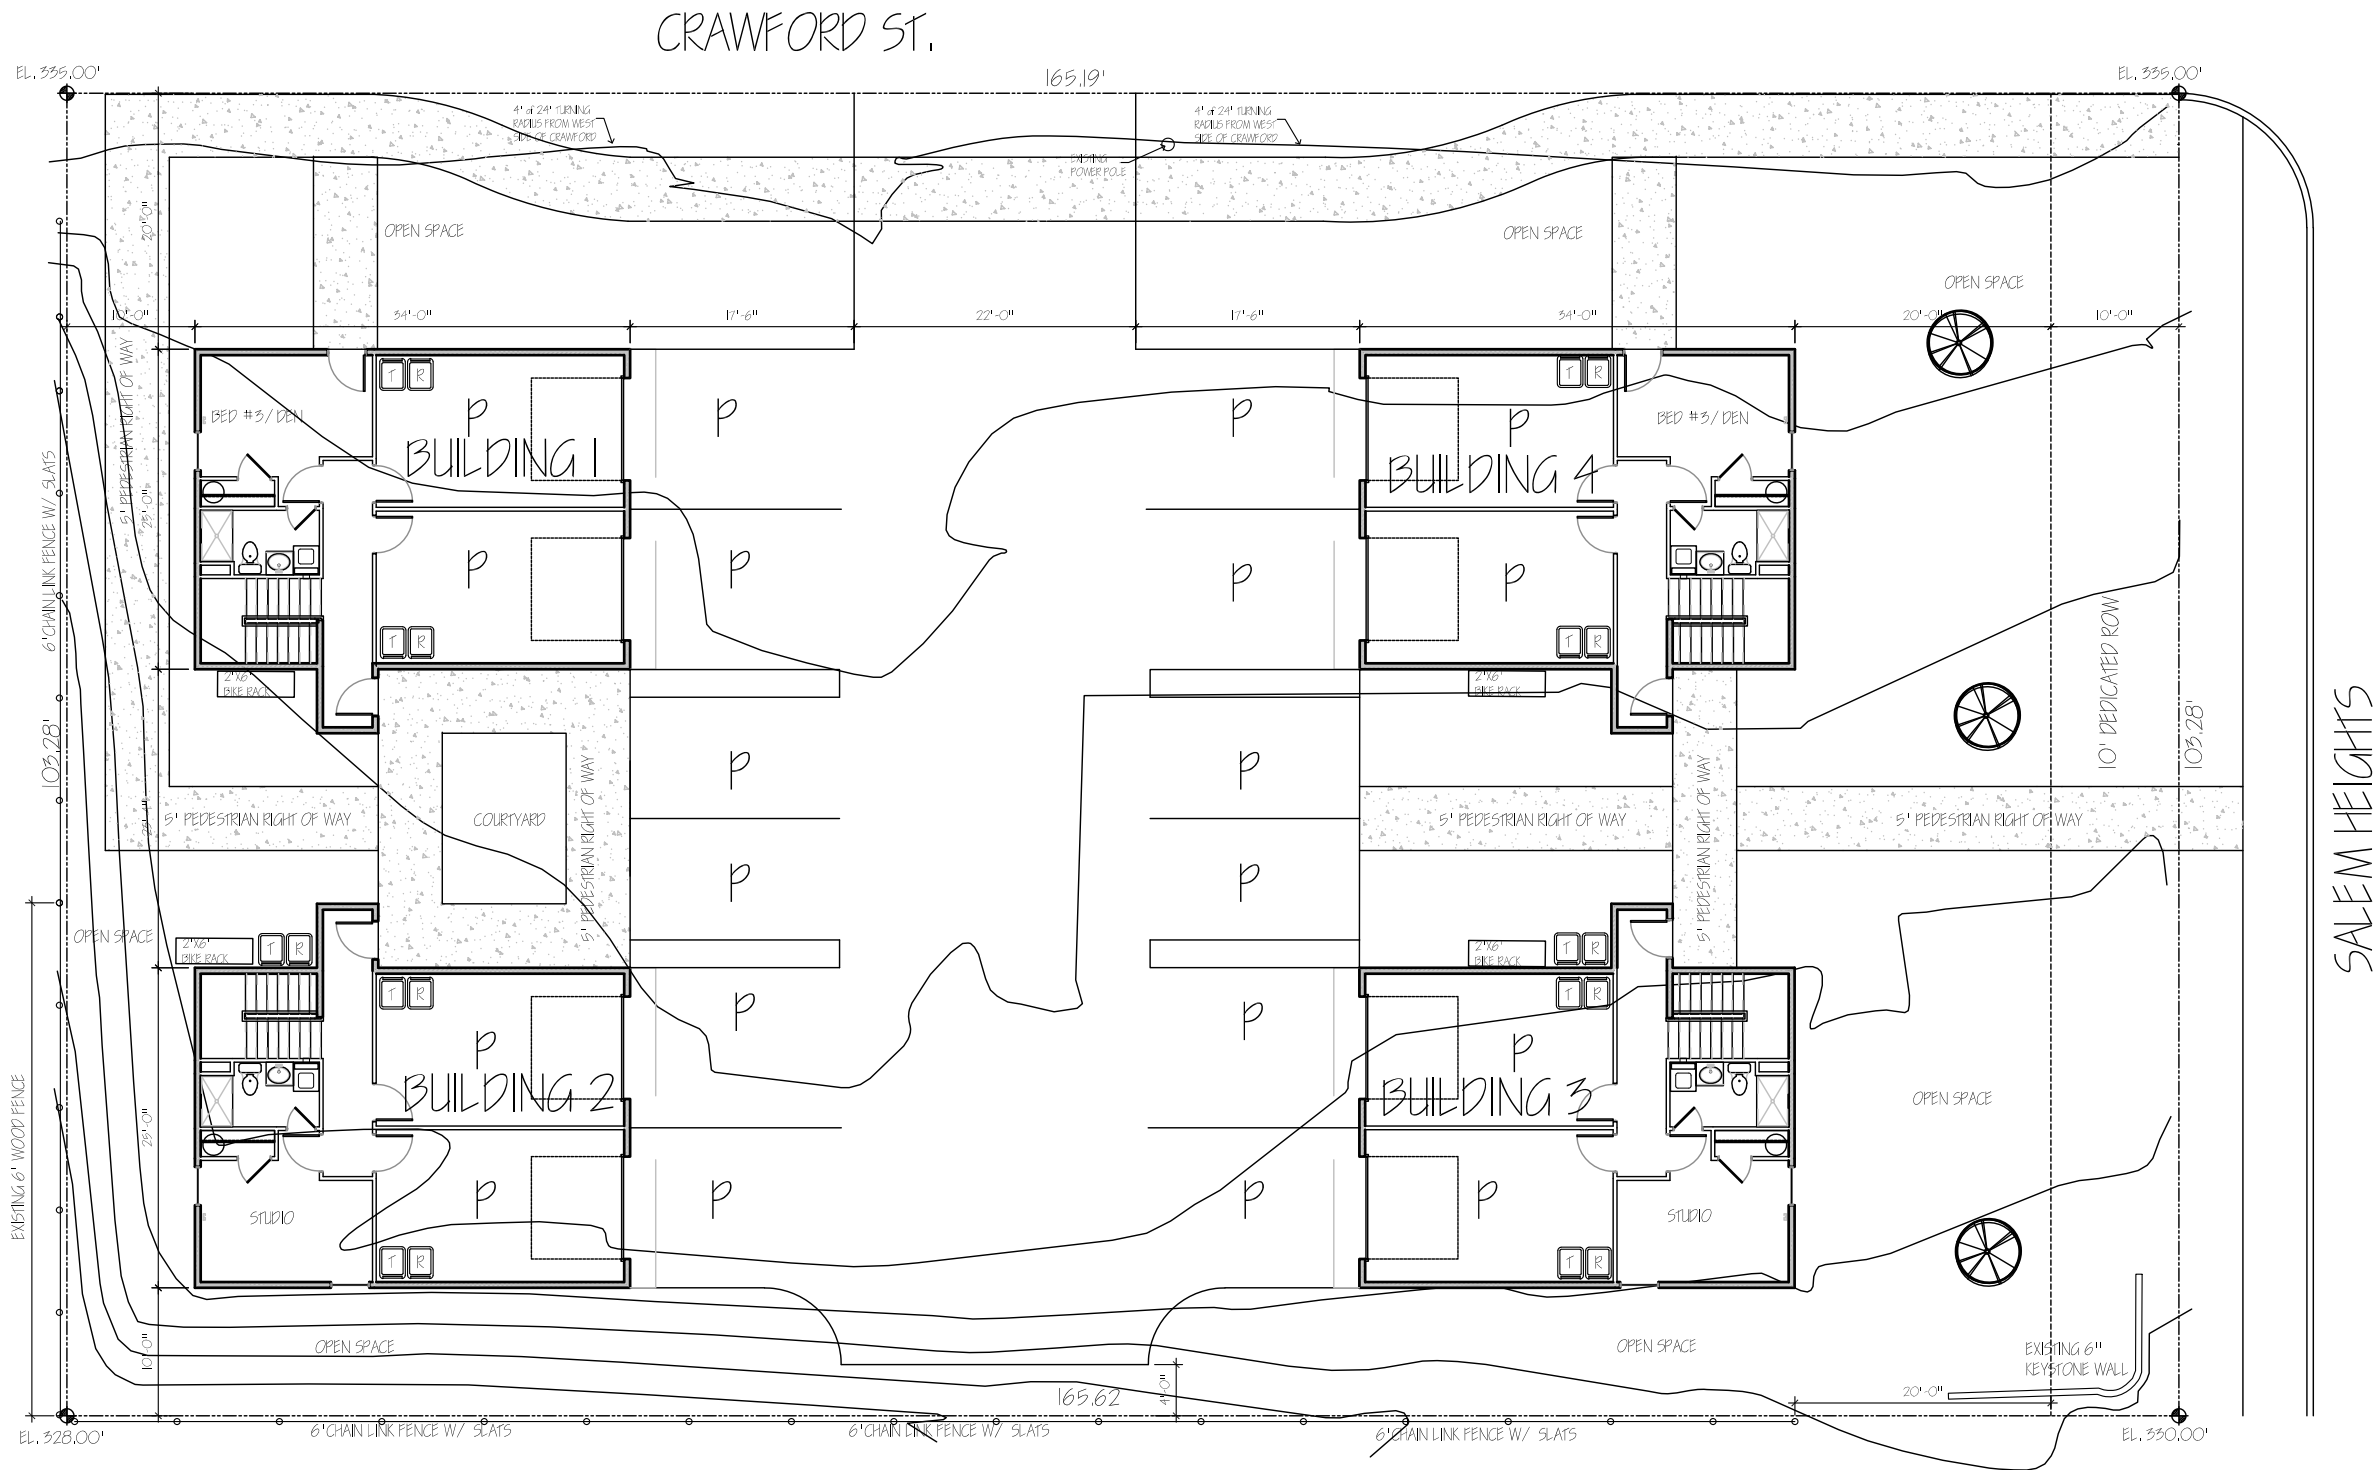 CRAWFORD ST.
EL. 335.00'
165.19'
EL. 335.00'
4' of 24' TURNING
RADIUS FROM WEST
SIDE OF CRAWFORD
4' of 24' TURNING
RADIUS FROM WEST
SIDE OF CRAWFORD
EXISTING
POWER POLE
20'-0"
OPEN SPACE
OPEN SPACE
OPEN SPACE
10'-0"
34'-0"
17'-6"
22'-0"
17'-6"
34'-0"
20'-0"
10'-0"
5' PEDESTRIAN RIGHT OF WAY
6' CHAIN LINK FENCE W/ SLATS
25'-0"
BED #3/ DEN
T R
P
BUILDING 1
P
P
P
T R
P
P
T R
P
BUILDING 4
BED #3/ DEN
P
T R
2'X6'
BIKE RACK
2'X6'
BIKE RACK
10' DEDICATED ROW
103.28'
103.28'
SALEM HEIGHTS
5' PEDESTRIAN RIGHT OF WAY
COURTYARD
5' PEDESTRIAN RIGHT OF WAY
P
P
P
P
5' PEDESTRIAN RIGHT OF WAY
5' PEDESTRIAN RIGHT OF WAY
5' PEDESTRIAN RIGHT OF WAY
OPEN SPACE
2'X6'
BIKE RACK
T R
2'X6'
BIKE RACK
T R
EXISTING 6' WOOD FENCE
25'-0"
T R
P
BUILDING 2
P
P
P
STUDIO
T R
P
P
T R
P
BUILDING 3
P
STUDIO
T R
OPEN SPACE
10'-0"
OPEN SPACE
OPEN SPACE
EXISTING 6"
KEYSTONE WALL
20'-0"
165.62
4'-0"
EL. 328.00'
6' CHAIN LINK FENCE W/ SLATS
6' CHAIN LINK FENCE W/ SLATS
6' CHAIN LINK FENCE W/ SLATS
EL. 330.00'